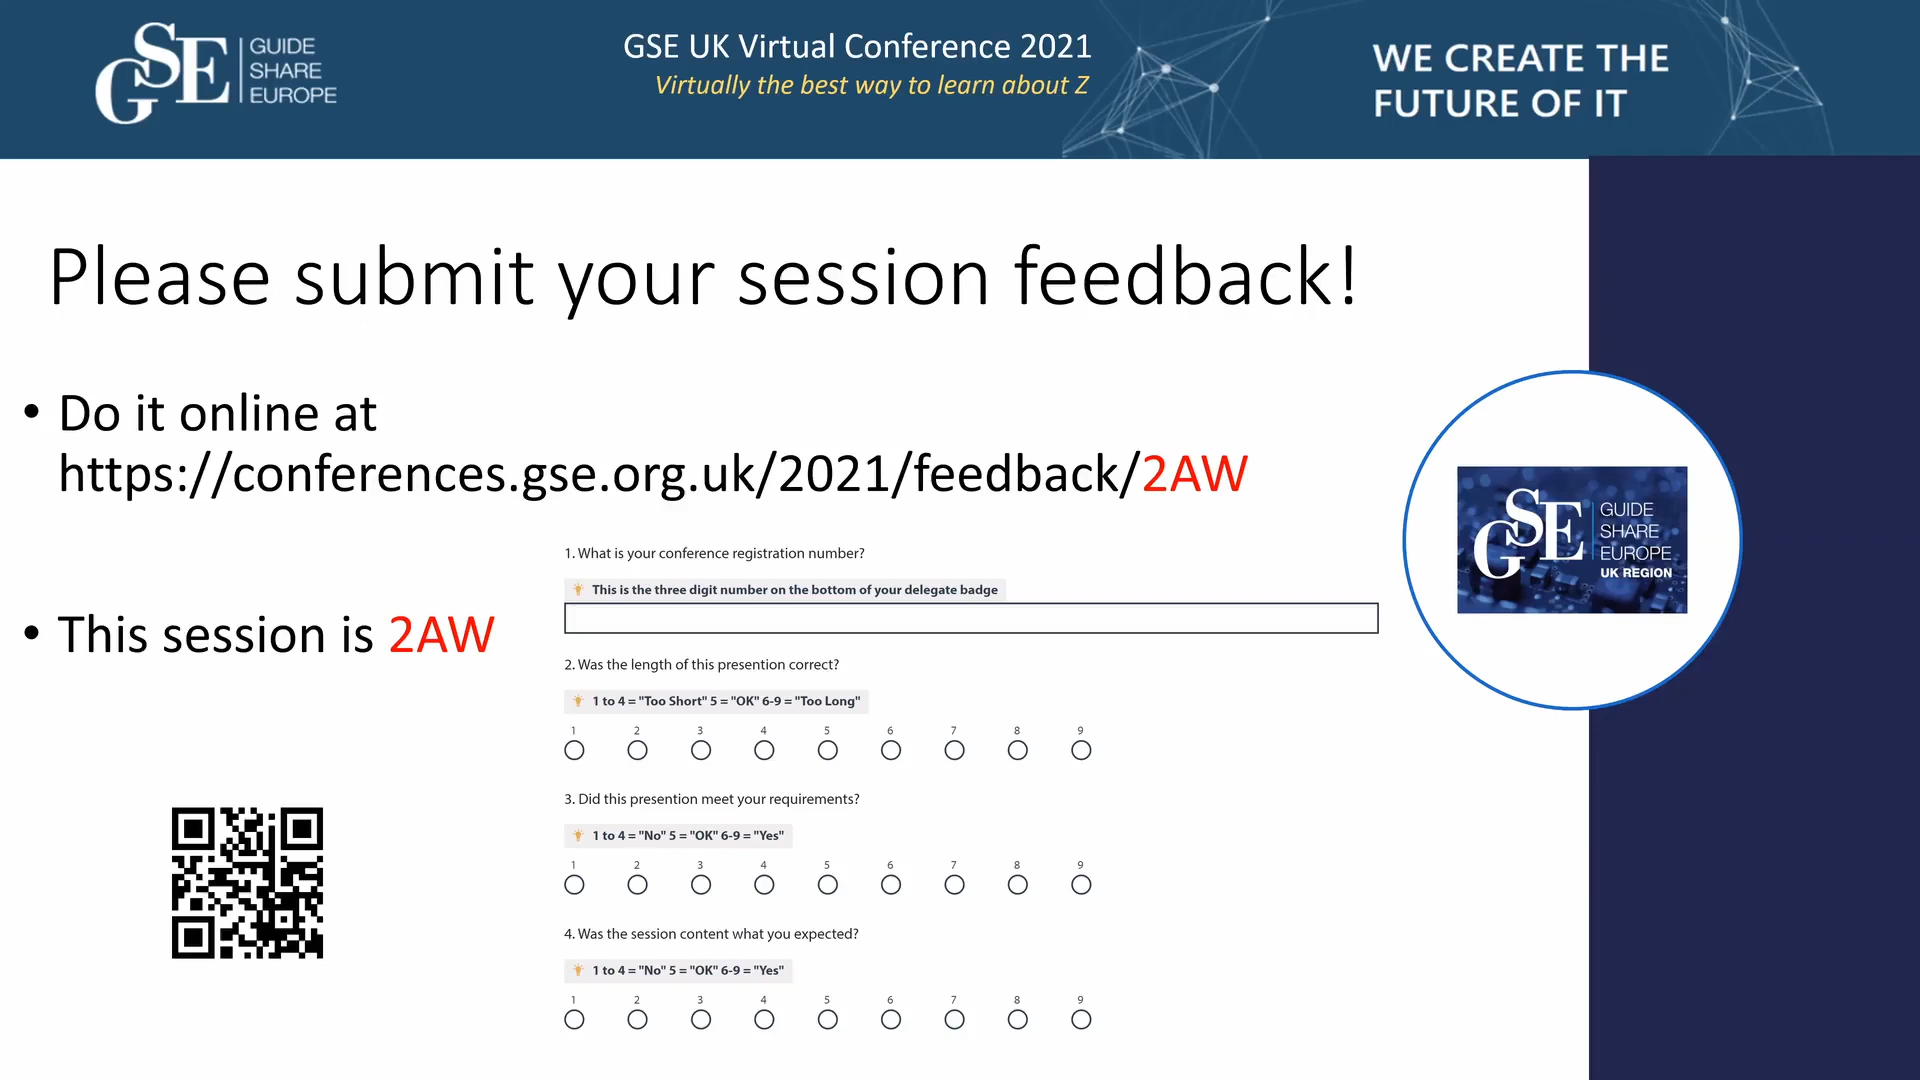 GSE
GUIDE
SHARE
EUROPE
GSE UK Virtual Conference 2021
Virtually the best way to learn about Z
WE CREATE THE
FUTURE OF IT
Please submit your session feedback!
• Do it online at
https://conferences.gse.org.uk/2021/feedback/2AW
• This session is 2AW
1. What is your conference registration number?
This is the three digit number on the bottom of your delegate badge
2. Was the length of this presention correct?
1 to 4 = "Too Short" 5 = "OK" 6-9 = "Too Long"
1 2 3 4 5 6 7 8 9
3. Did this presention meet your requirements?
1 to 4 = "No" 5 = "OK" 6-9 = "Yes"
1 2 3 4 5 6 7 8 9
4. Was the session content what you expected?
1 to 4 = "No" 5 = "OK" 6-9 = "Yes"
1 2 3 4 5 6 7 8 9
GSE
GUIDE
SHARE
EUROPE
UK REGION